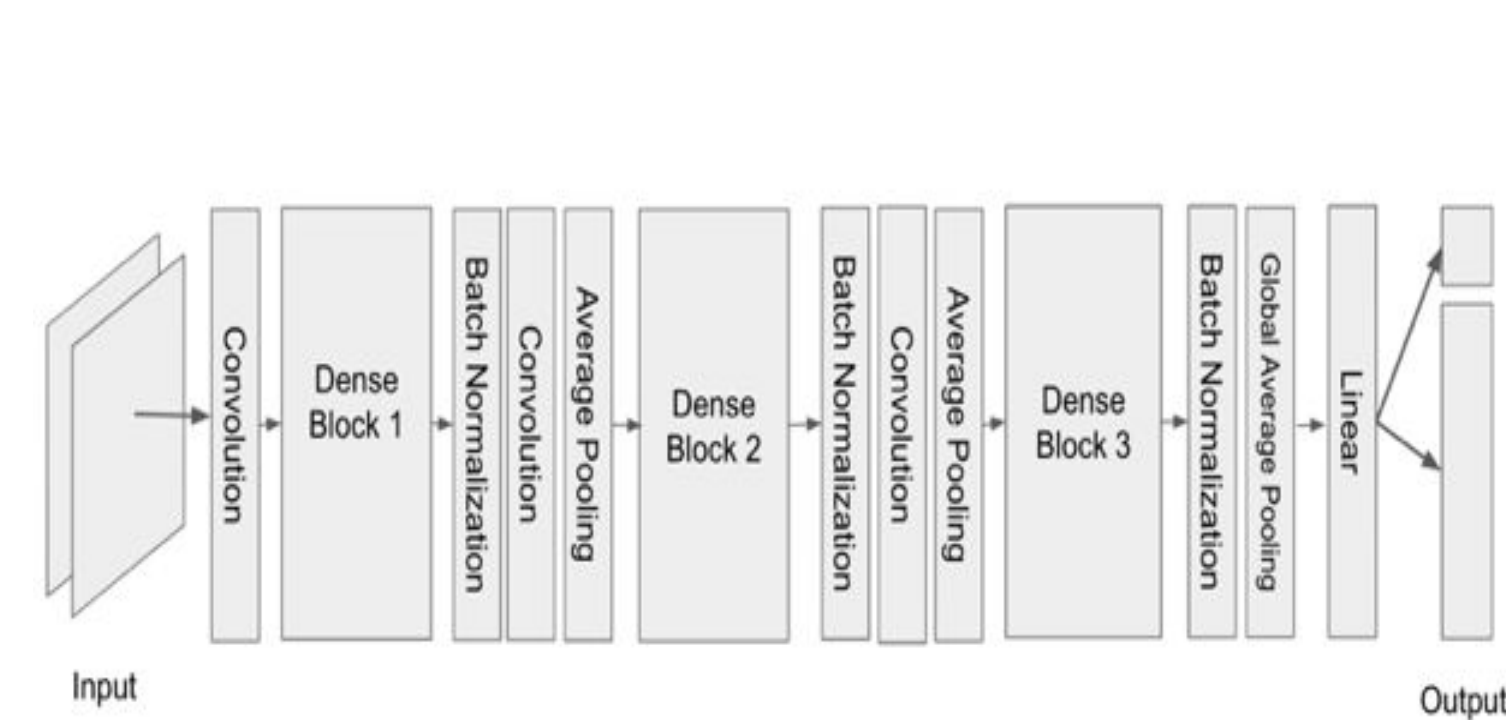 Convolution
Dense
Block 1
Batch Normalization
Convolution
Average Pooling
Dense
Block 2
Batch Normalization
Convolution
Average Pooling
Dense
Block 3
Batch Normalization
Global Average Pooling
Linear
Input
Output